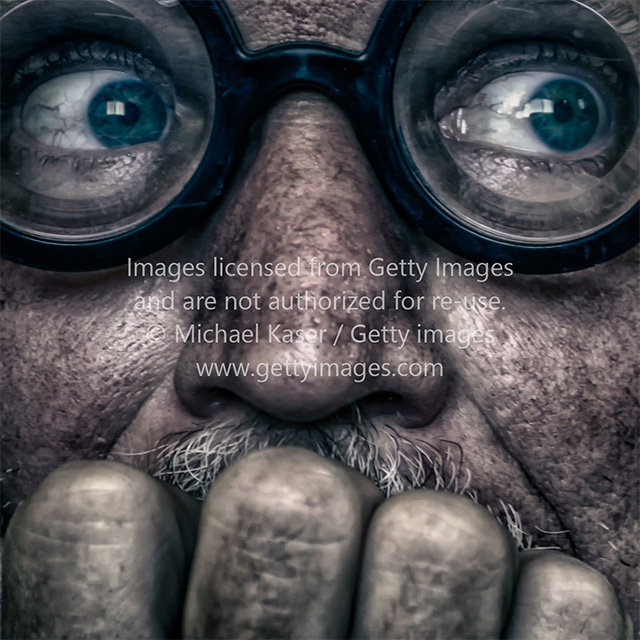 Images licensed from Getty Images
and are not authorized for re-use.
© Michael Kaser / Getty images
www.gettyimages.com